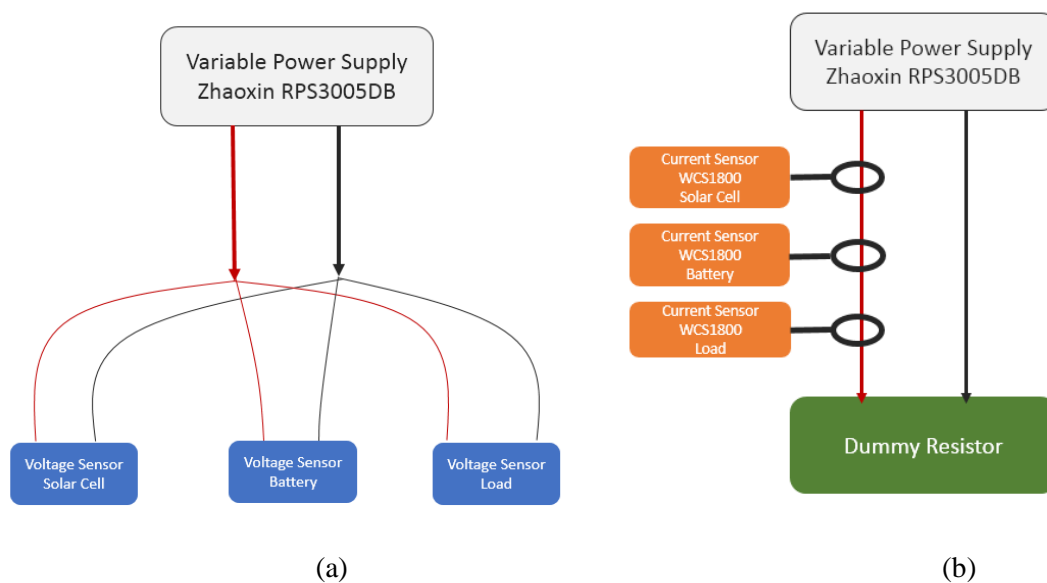 Variable Power Supply
Zhaoxin RPS3005DB
Voltage Sensor
Solar Cell
Voltage Sensor
Battery
Voltage Sensor
Load
(a)
Variable Power Supply
Zhaoxin RPS3005DB
Current Sensor
WCS1800
Solar Cell
Current Sensor
WCS1800
Battery
Current Sensor
WCS1800
Load
Dummy Resistor
(b)